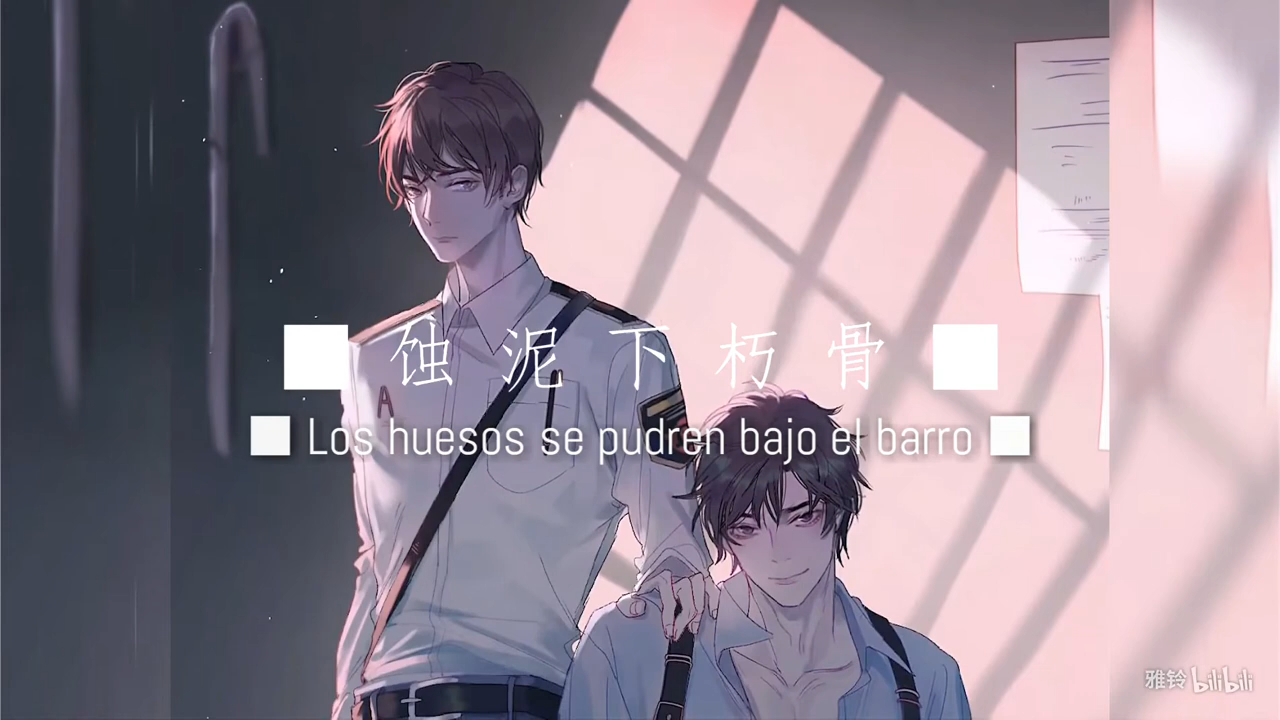 ■ 蚀泥下朽骨 ■
■ Los huesos se pudren bajo el barro ■
A
雅铃 bilibili